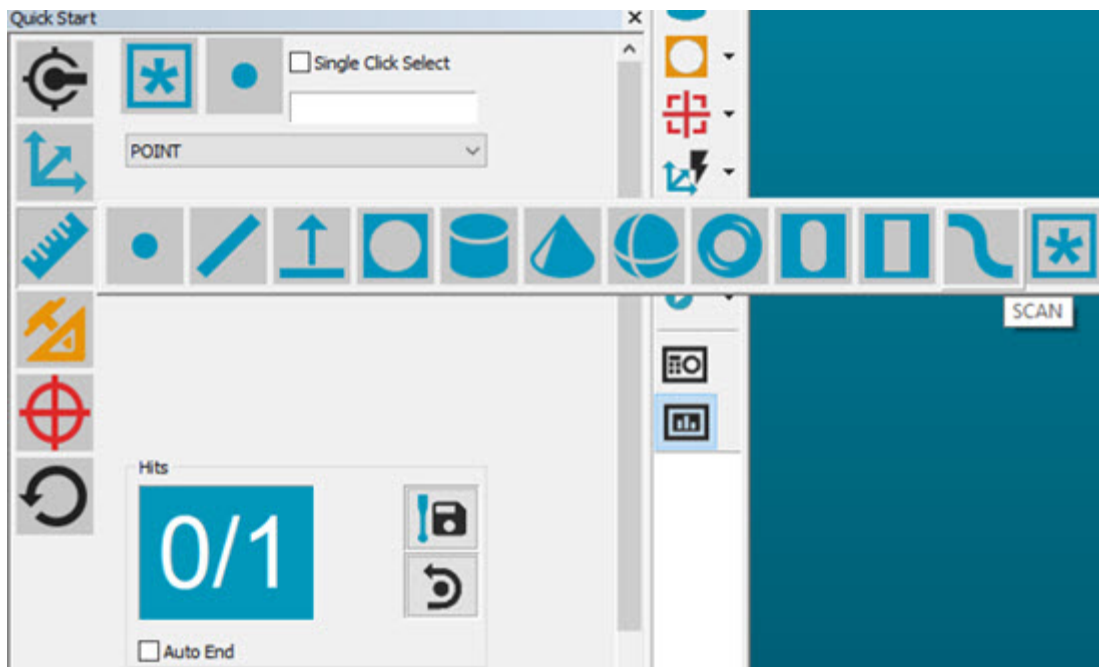 Quick Start
Single Click Select
POINT
SCAN
Hits
0/1
Auto End